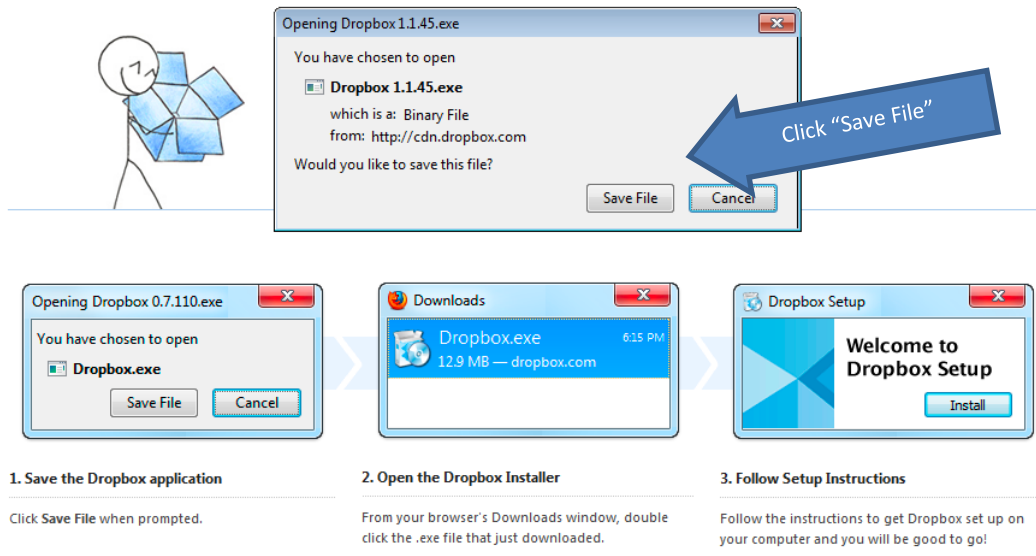 Opening Dropbox 1.1.45.exe
You have chosen to open
Dropbox 1.1.45.exe
which is a: Binary File
from: http://cdn.dropbox.com
Would you like to save this file?
Save File
Cancel
Click “Save File”
Opening Dropbox 0.7.110.exe
You have chosen to open
Dropbox.exe
Save File
Cancel
1. Save the Dropbox application
Click Save File when prompted.
Downloads
Dropbox.exe
6:15 PM
12.9 MB — dropbox.com
2. Open the Dropbox Installer
From your browser's Downloads window, double
click the .exe file that just downloaded.
Dropbox Setup
Welcome to
Dropbox Setup
Install
3. Follow Setup Instructions
Follow the instructions to get Dropbox set up on
your computer and you will be good to go!